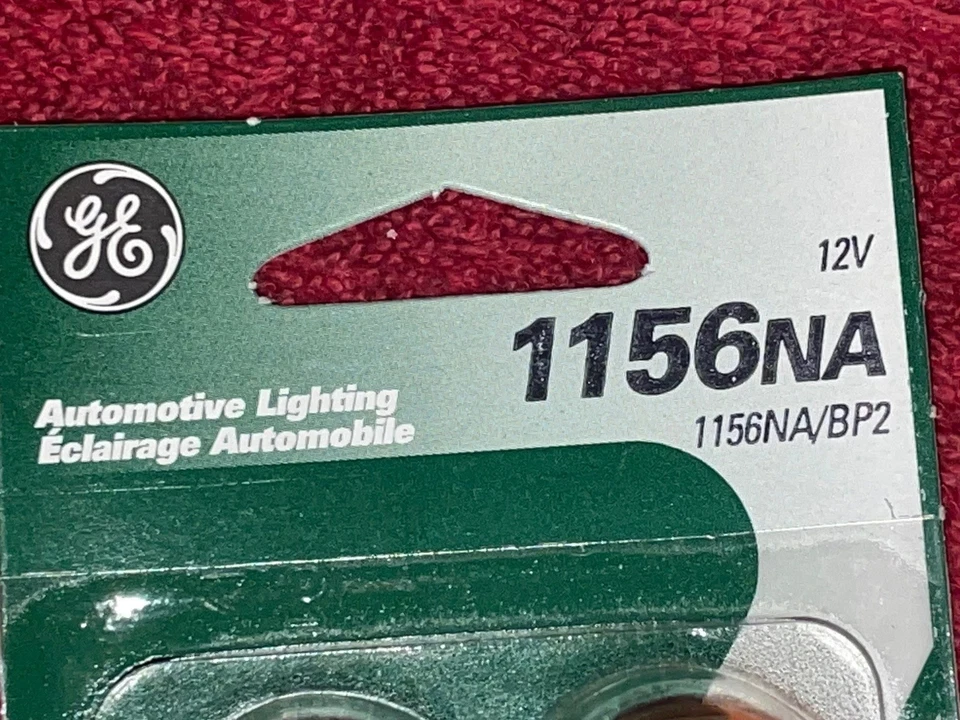 GE
12V
1156NA
1156NA/BP2
Automotive Lighting
Éclairage Automobile